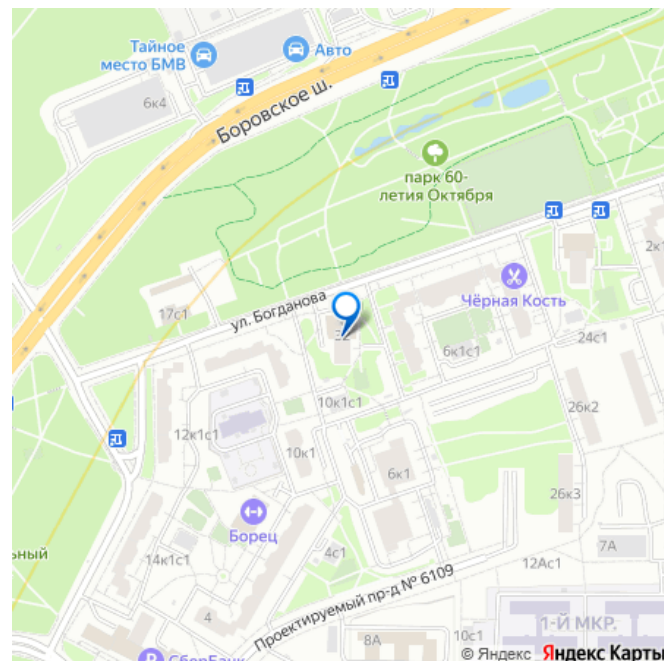 Тайное
место БМВ
Авто
6к4
Боровское ш.
парк 60-
летия Октября
2к1
Чёрная Кость
ул. Богданова
17с1
24с1
6к1с1
10к1с1
26к2
12к1с1
10к1
6к1
26к3
Борец
льный
4с1
7А
14к1с1
12Ас1
Проектируемый пр-д № 6109
4
1-Й МКР.
8А
10с1
СберБанк
© Яндекс Яндекс Карты